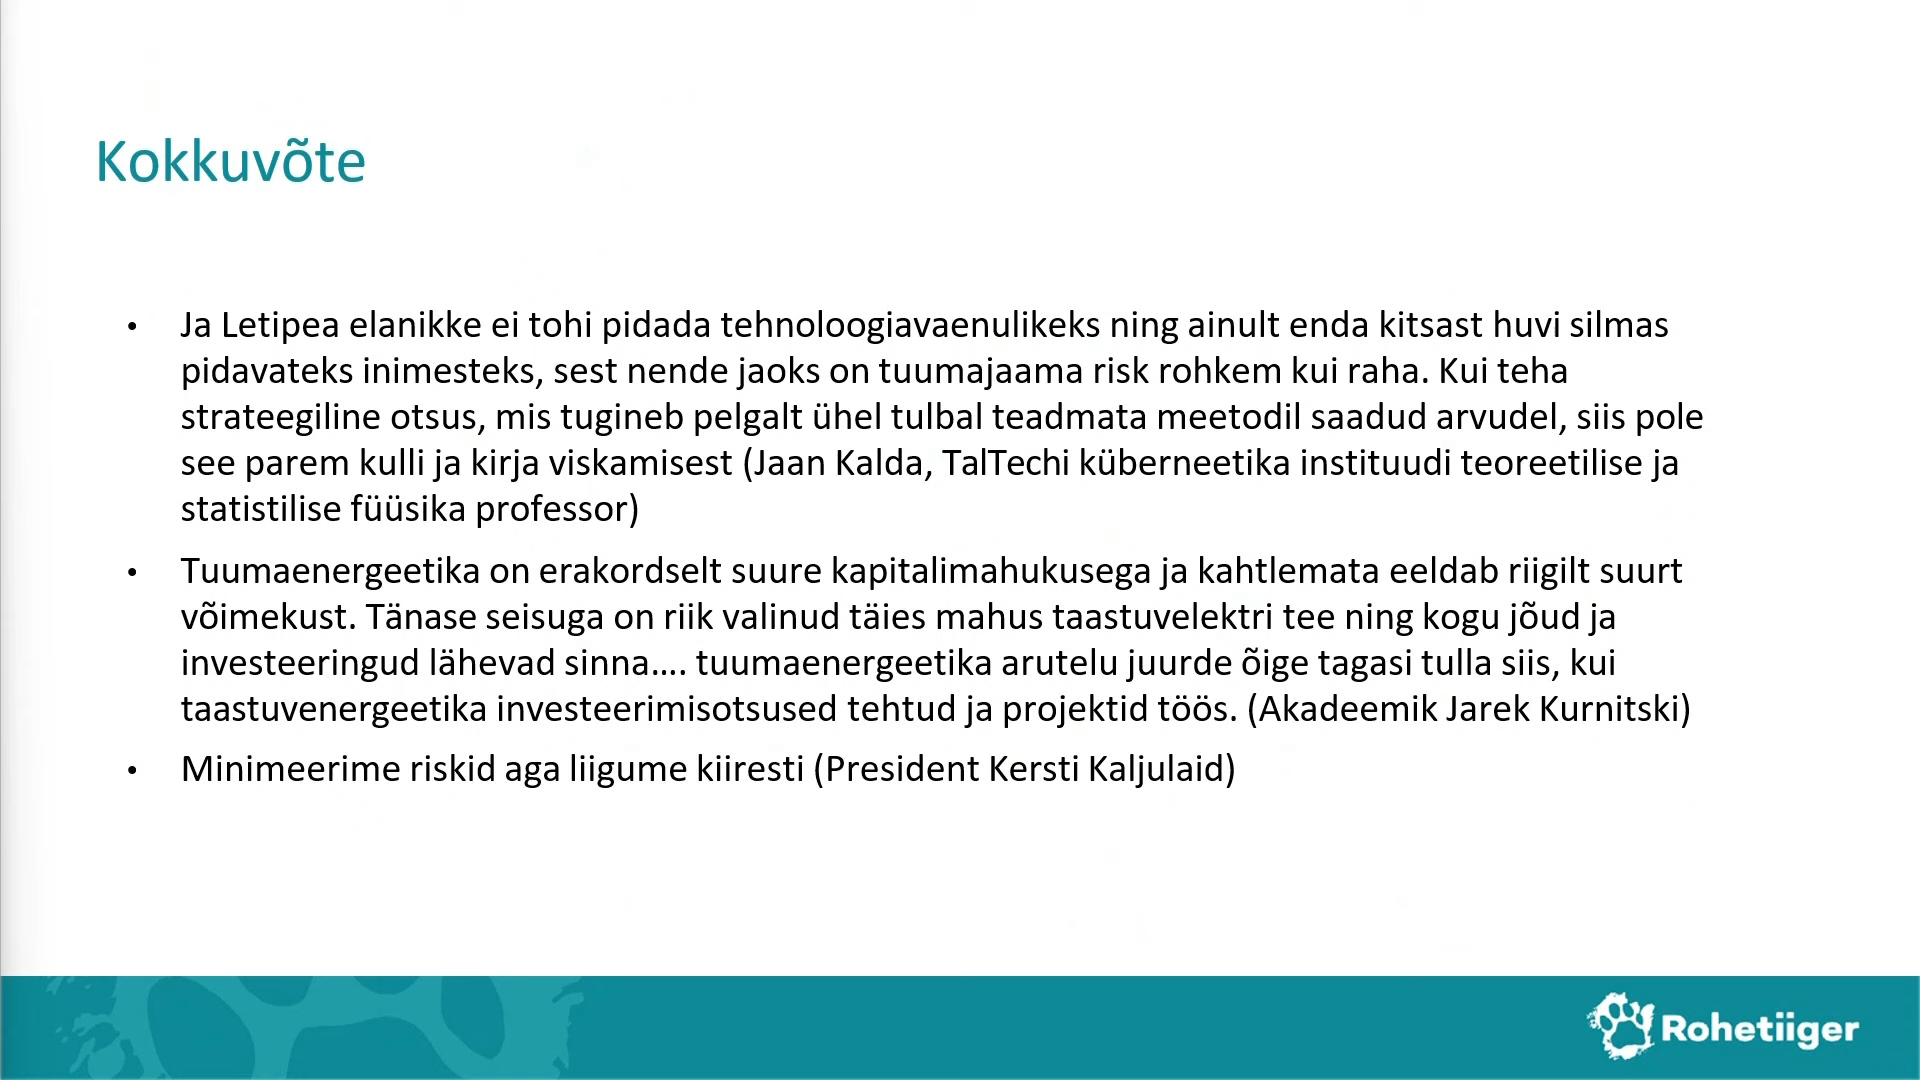 Kokkuvõte
• Ja Letipea elanikke ei tohi pidada tehnoloogiavaenulikeks ning ainult enda kitsast huvi silmas
pidavateks inimesteks, sest nende jaoks on tuumajaama risk rohkem kui raha. Kui teha
strateegiline otsus, mis tugineb pelgalt ühel tulbal teadmata meetodil saadud arvudel, siis pole
see parem kulli ja kirja viskamisest (Jaan Kalda, TalTechi küberneetika instituudi teoreetilise ja
statistilise füüsika professor)
• Tuumaenergeetika on erakordselt suure kapitalimahukusega ja kahtlemata eeldab riigilt suurt
võimekust. Tänase seisuga on riik valinud täies mahus taastuvelektri tee ning kogu jõud ja
investeeringud lähevad sinna…. tuumaenergeetika arutelu juurde õige tagasi tulla siis, kui
taastuvenergeetika investeerimisotsused tehtud ja projektid töös. (Akadeemik Jarek Kurnitski)
• Minimeerime riskid aga liigume kiiresti (President Kersti Kaljulaid)
Rohetiiger